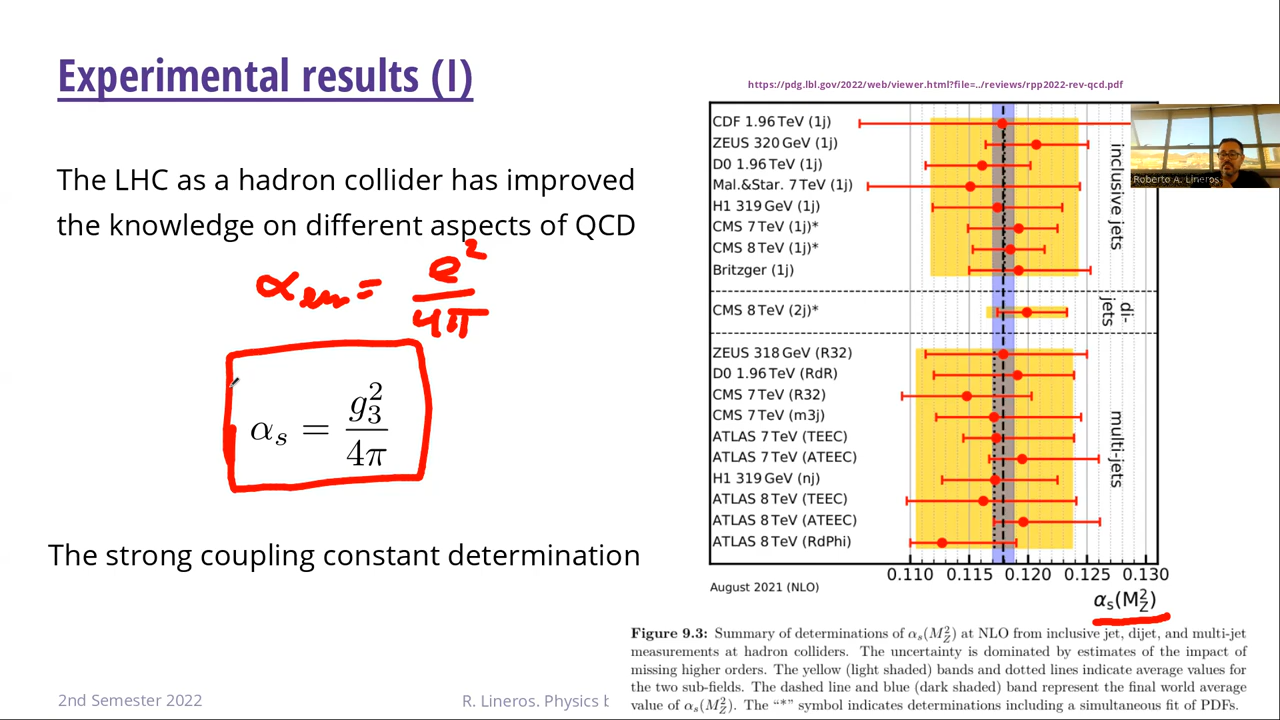 Experimental results (I)
https://pdg.lbl.gov/2022/web/viewer.html?file=../reviews/rpp2022-rev-qcd.pdf
The LHC as a hadron collider has improved
the knowledge on different aspects of QCD
α_em = e²/4π
α_s = g₃²/4π
The strong coupling constant determination
CDF 1.96 TeV (1j)
ZEUS 320 GeV (1j)
D0 1.96 TeV (1j)
Mal.&Star. 7 TeV (1j)
H1 319 GeV (1j)
CMS 7 TeV (1j)*
CMS 8 TeV (1j)*
Britzger (1j)
inclusive jets
CMS 8 TeV (2j)*
di-
jets
ZEUS 318 GeV (R32)
D0 1.96 TeV (RdR)
CMS 7 TeV (R32)
CMS 7 TeV (m3j)
ATLAS 7 TeV (TEEC)
ATLAS 7 TeV (ATEEC)
H1 319 GeV (nj)
ATLAS 8 TeV (TEEC)
ATLAS 8 TeV (ATEEC)
ATLAS 8 TeV (RdPhi)
multi-jets
0.110 0.115 0.120 0.125 0.130
August 2021 (NLO)
α_s(M_Z²)
Roberto A. Lineros
Figure 9.3: Summary of determinations of α_s(M_Z²) at NLO from inclusive jet, dijet, and multi-jet
measurements at hadron colliders. The uncertainty is dominated by estimates of the impact of
missing higher orders. The yellow (light shaded) bands and dotted lines indicate average values for
the two sub-fields. The dashed line and blue (dark shaded) band represent the final world average
value of α_s(M_Z²). The “*” symbol indicates determinations including a simultaneous fit of PDFs.
2nd Semester 2022
R. Lineros. Physics b